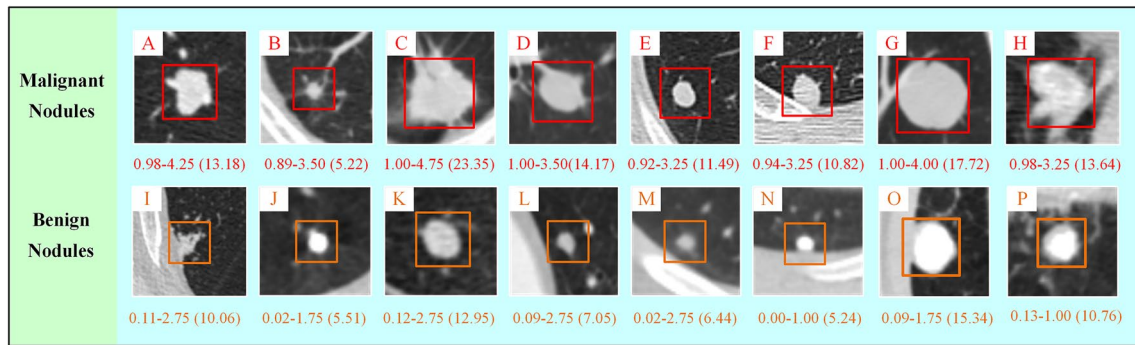 A B C D E F G H
Malignant
Nodules
0.98-4.25 (13.18) 0.89-3.50 (5.22) 1.00-4.75 (23.35) 1.00-3.50(14.17) 0.92-3.25 (11.49) 0.94-3.25 (10.82) 1.00-4.00 (17.72) 0.98-3.25 (13.64)
I J K L M N O P
Benign
Nodules
0.11-2.75 (10.06) 0.02-1.75 (5.51) 0.12-2.75 (12.95) 0.09-2.75 (7.05) 0.02-2.75 (6.44) 0.00-1.00 (5.24) 0.09-1.75 (15.34) 0.13-1.00 (10.76)